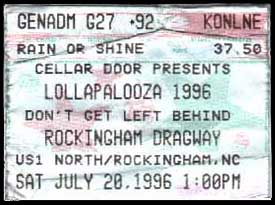 GENADM G27 *92 KONLNE
RAIN OR SHINE 37.50
CELLAR DOOR PRESENTS
LOLLAPALOOZA 1996
DON'T GET LEFT BEHIND
ROCKINGHAM DRAGWAY
US1 NORTH/ROCKINGHAM,NC
SAT JULY 20,1996 1:00PM